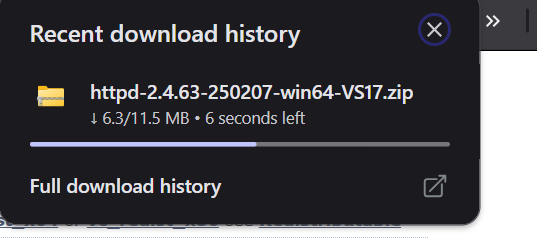 Recent download history
httpd-2.4.63-250207-win64-VS17.zip
↓ 6.3/11.5 MB • 6 seconds left
Full download history